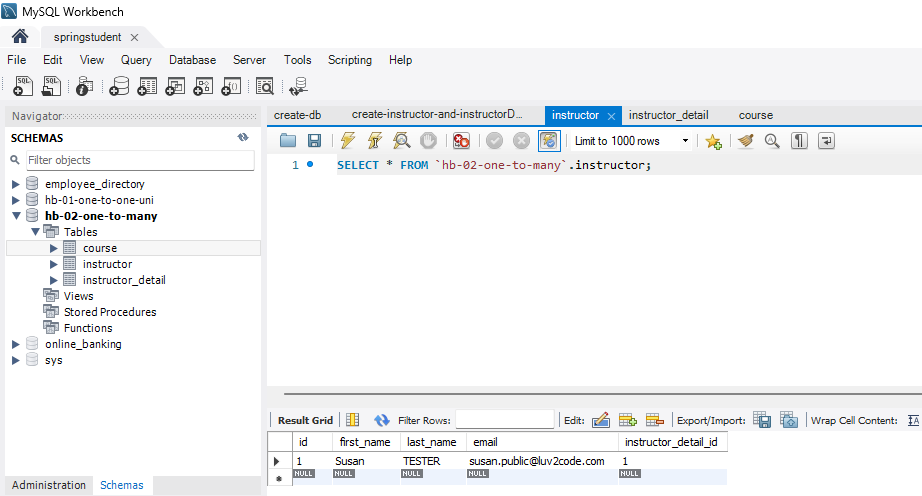 MySQL Workbench
springstudent
File Edit View Query Database Server Tools Scripting Help
Navigator
SCHEMAS
Filter objects
employee_directory
hb-01-one-to-one-uni
hb-02-one-to-many
Tables
course
instructor
instructor_detail
Views
Stored Procedures
Functions
online_banking
sys
Administration Schemas
create-db create-instructor-and-instructorD... instructor instructor_detail course
Limit to 1000 rows
1 SELECT * FROM `hb-02-one-to-many`.instructor;
Result Grid Filter Rows: Edit: Export/Import: Wrap Cell Content:
id first_name last_name email instructor_detail_id
1 Susan TESTER susan.public@luv2code.com 1
NULL NULL NULL NULL NULL